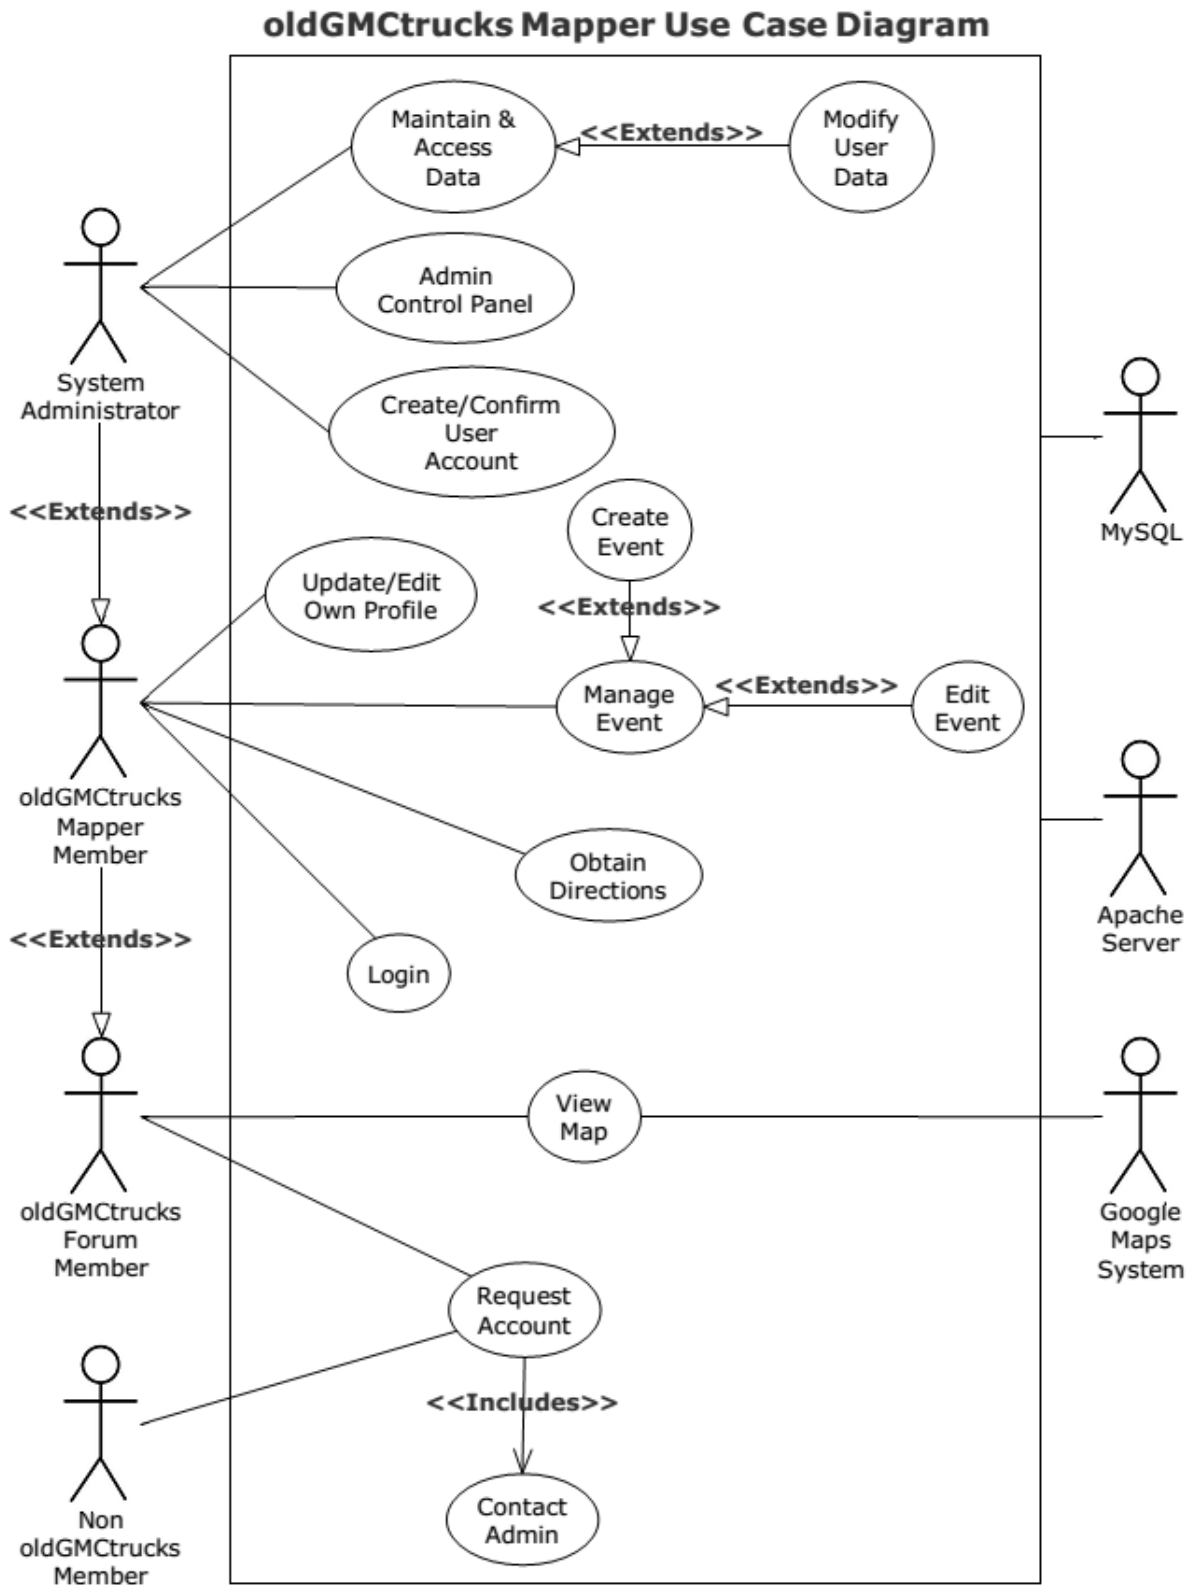 oldGMCtrucks Mapper Use Case Diagram
Maintain &
Access
Data
<<Extends>>
Modify
User
Data
System
Administrator
Admin
Control Panel
Create/Confirm
User
Account
MySQL
<<Extends>>
Create
Event
Update/Edit
Own Profile
<<Extends>>
Manage
Event
<<Extends>>
Edit
Event
oldGMCtrucks
Mapper
Member
Obtain
Directions
Apache
Server
<<Extends>>
Login
View
Map
oldGMCtrucks
Forum
Member
Google
Maps
System
Request
Account
<<Includes>>
Contact
Admin
Non
oldGMCtrucks
Member